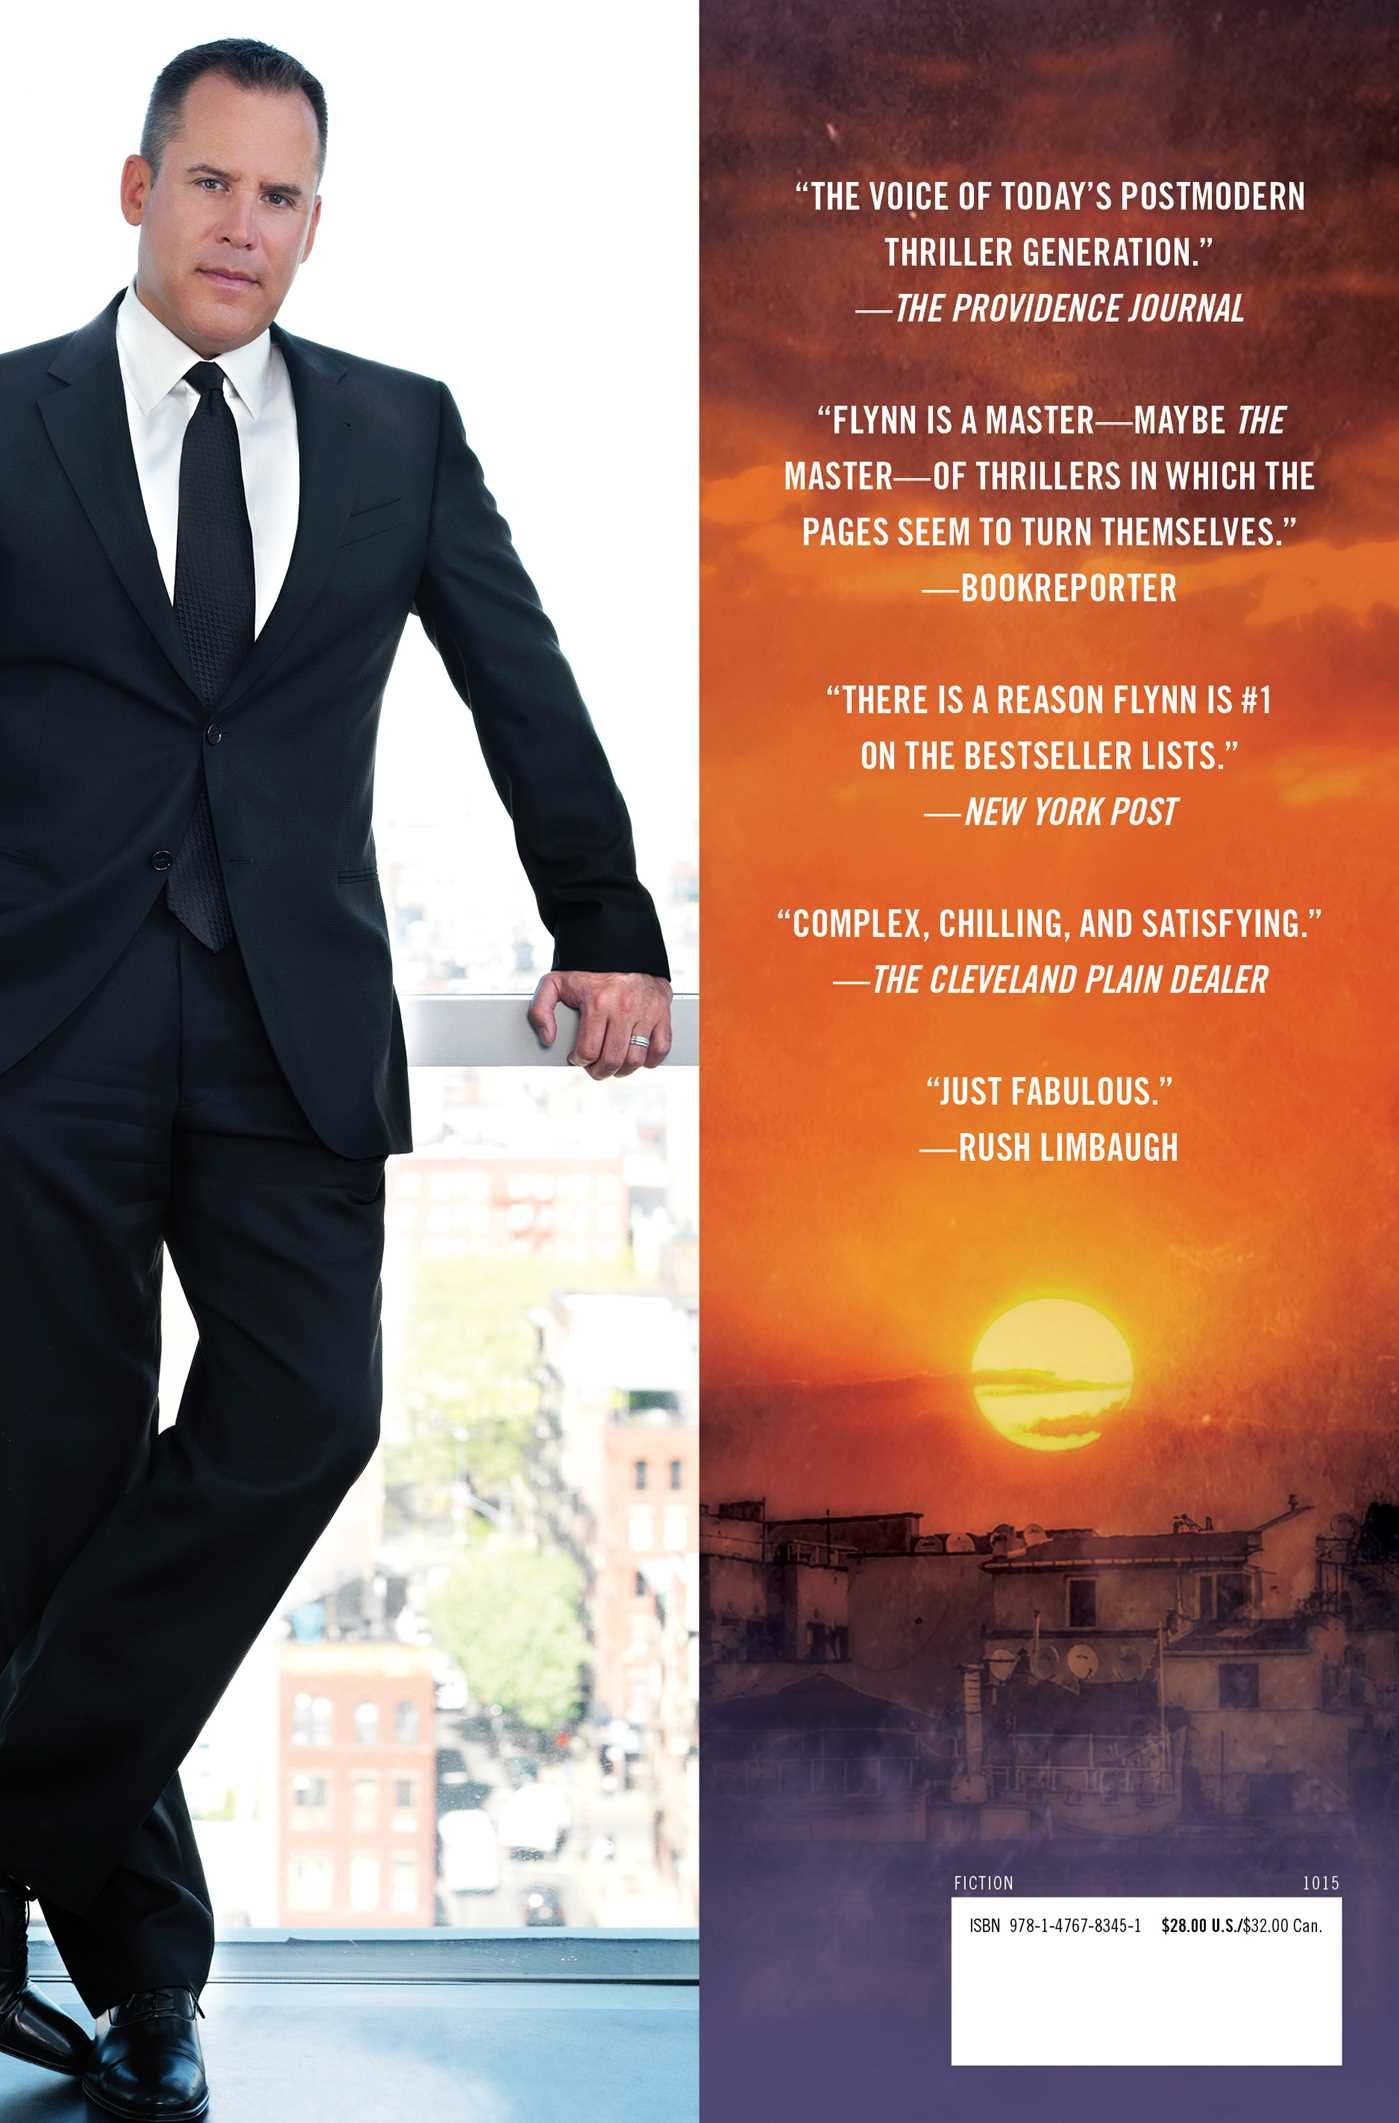 “THE VOICE OF TODAY’S POSTMODERN
THRILLER GENERATION.”
—THE PROVIDENCE JOURNAL
“FLYNN IS A MASTER—MAYBE THE
MASTER—OF THRILLERS IN WHICH THE
PAGES SEEM TO TURN THEMSELVES.”
—BOOKREPORTER
“THERE IS A REASON FLYNN IS #1
ON THE BESTSELLER LISTS.”
—NEW YORK POST
“COMPLEX, CHILLING, AND SATISFYING.”
—THE CLEVELAND PLAIN DEALER
“JUST FABULOUS.”
—RUSH LIMBAUGH
FICTION 1015
ISBN 978-1-4767-8345-1 $28.00 U.S./$32.00 Can.